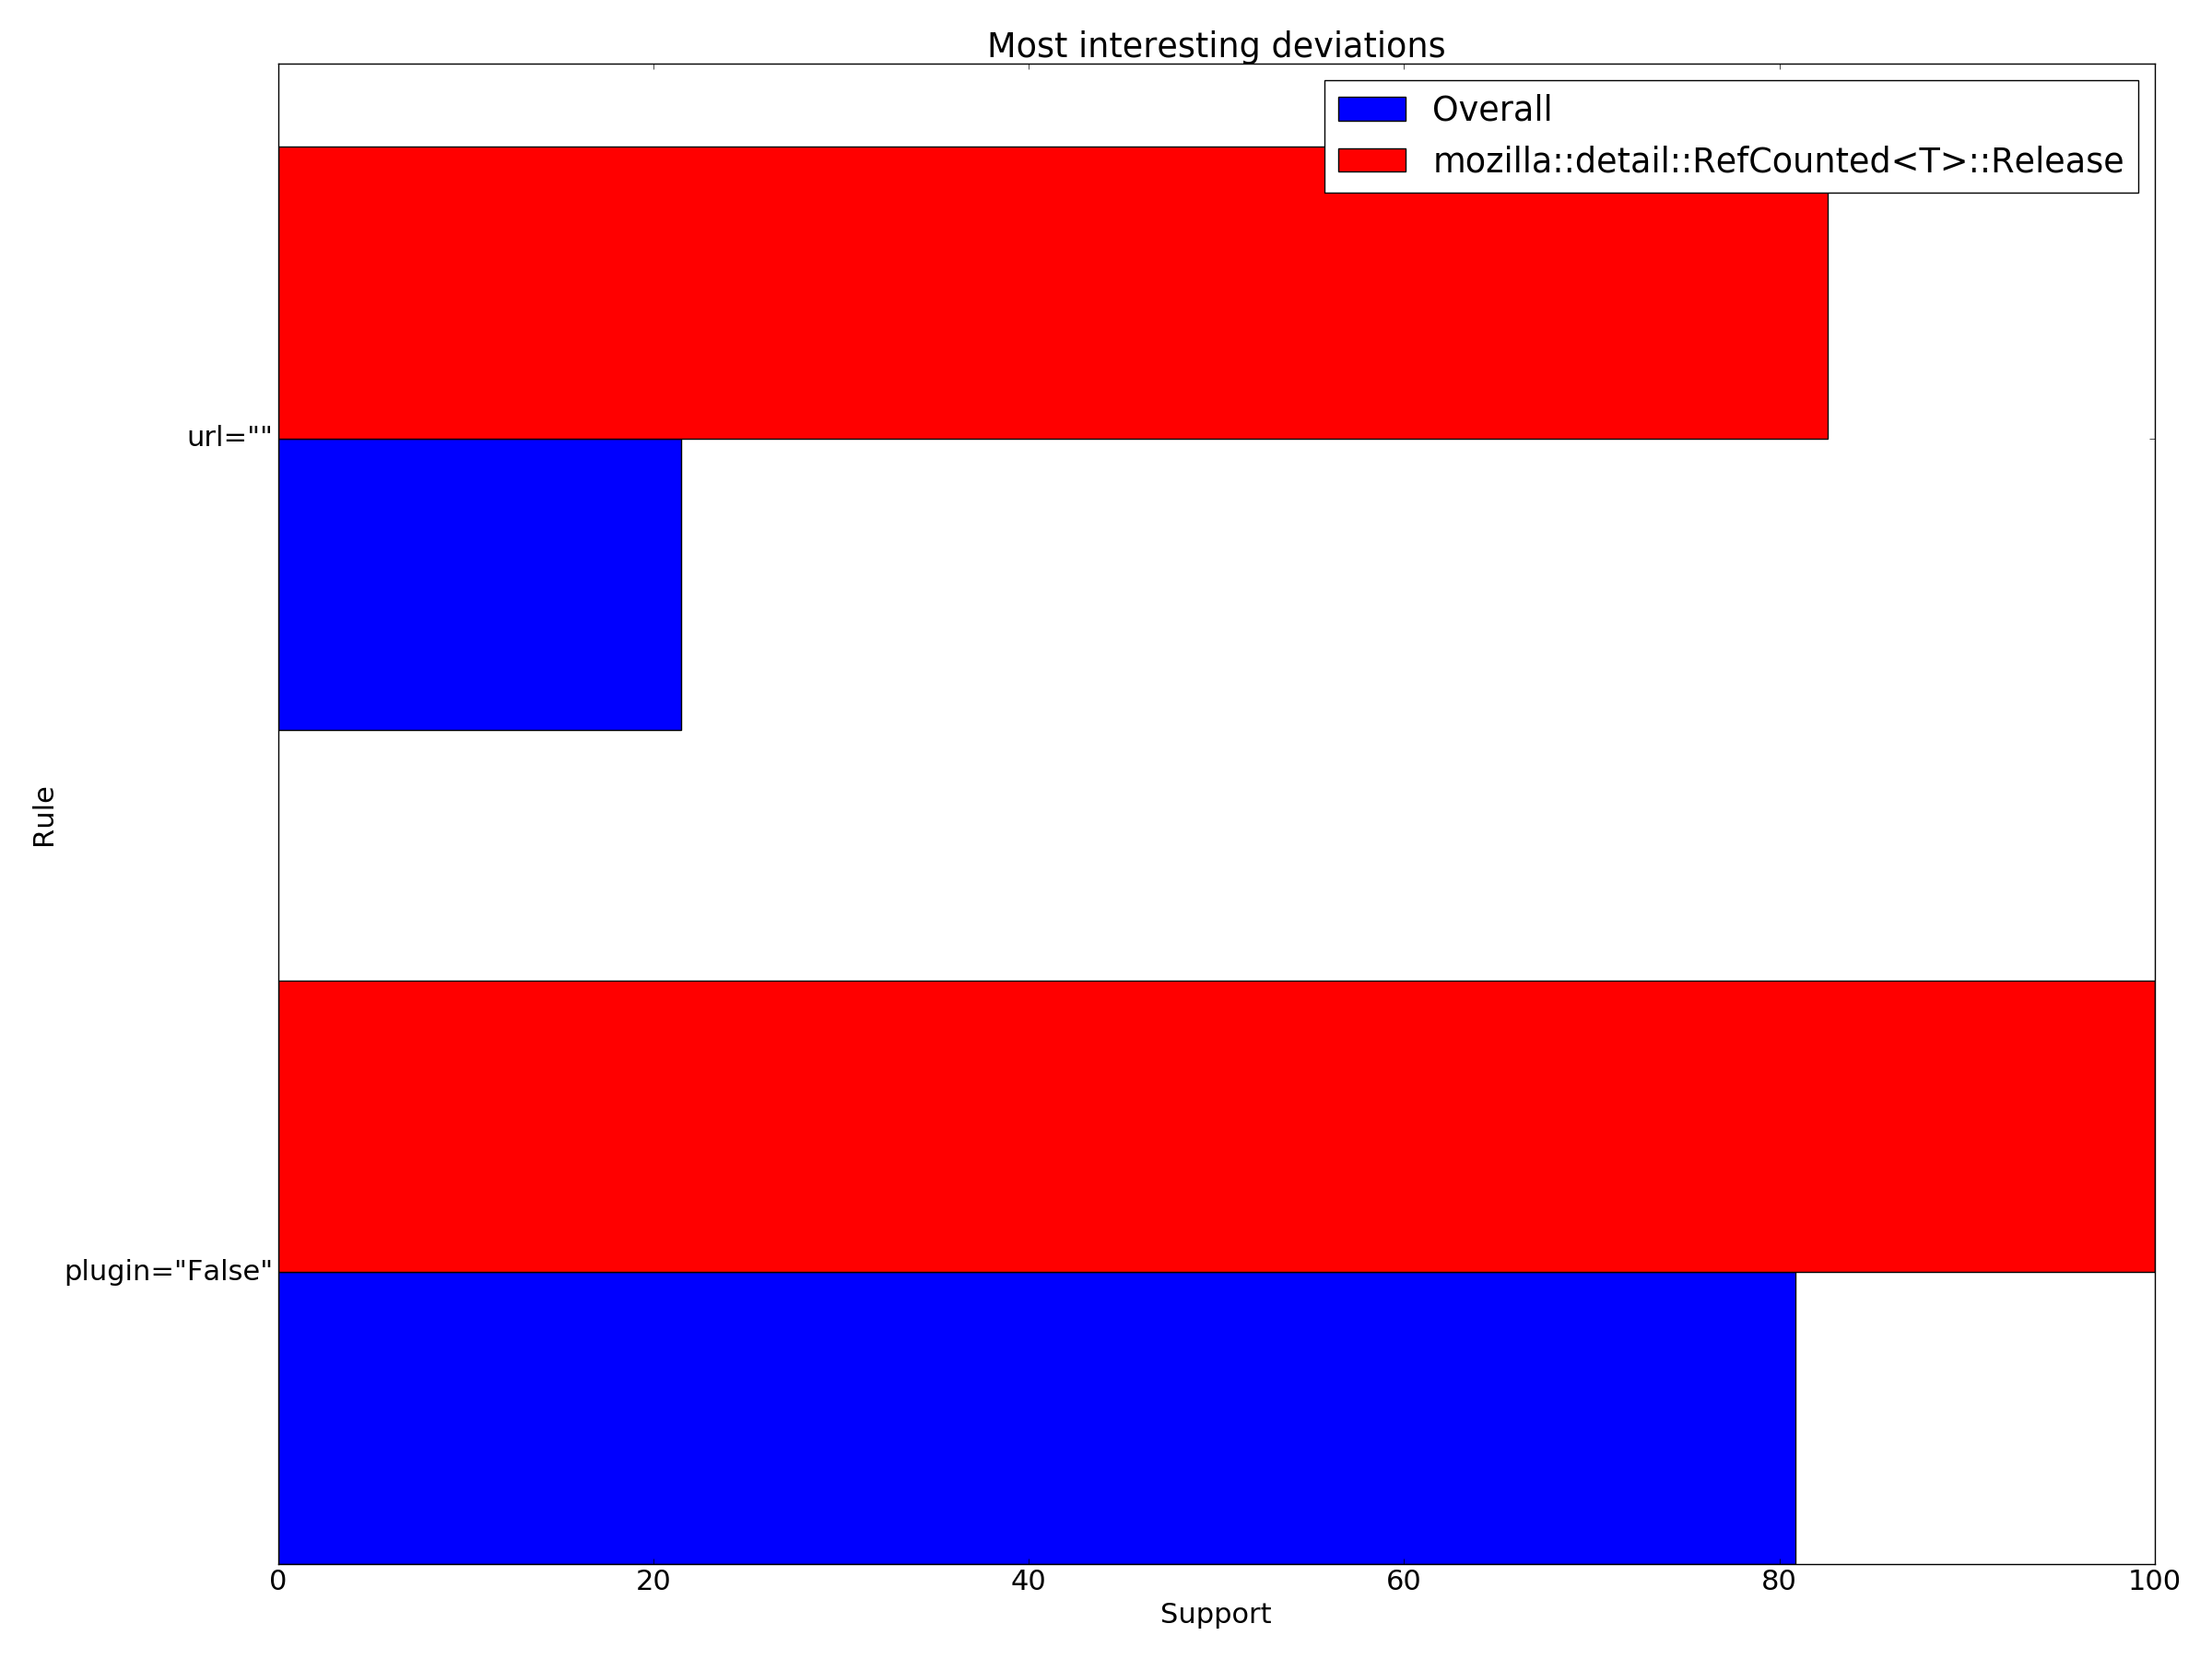 Most interesting deviations
Overall
mozilla::detail::RefCounted<T>::Release
url=""
Rule
plugin="False"
0 20 40 60 80 100
Support